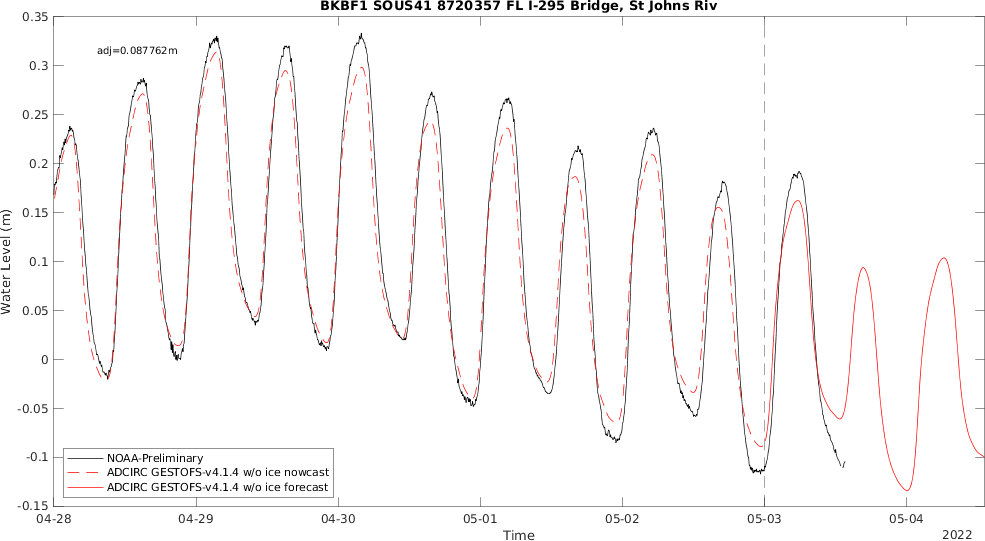 BKBF1 SOUS41 8720357 FL I-295 Bridge, St Johns Riv
0.35
adj=0.087762m
0.3
0.25
0.2
0.15
0.1
0.05
0
-0.05
-0.1
-0.15
Water Level (m)
NOAA-Preliminary
ADCIRC GESTOFS-v4.1.4 w/o ice nowcast
ADCIRC GESTOFS-v4.1.4 w/o ice forecast
04-28 04-29 04-30 05-01 05-02 05-03 05-04
Time
2022